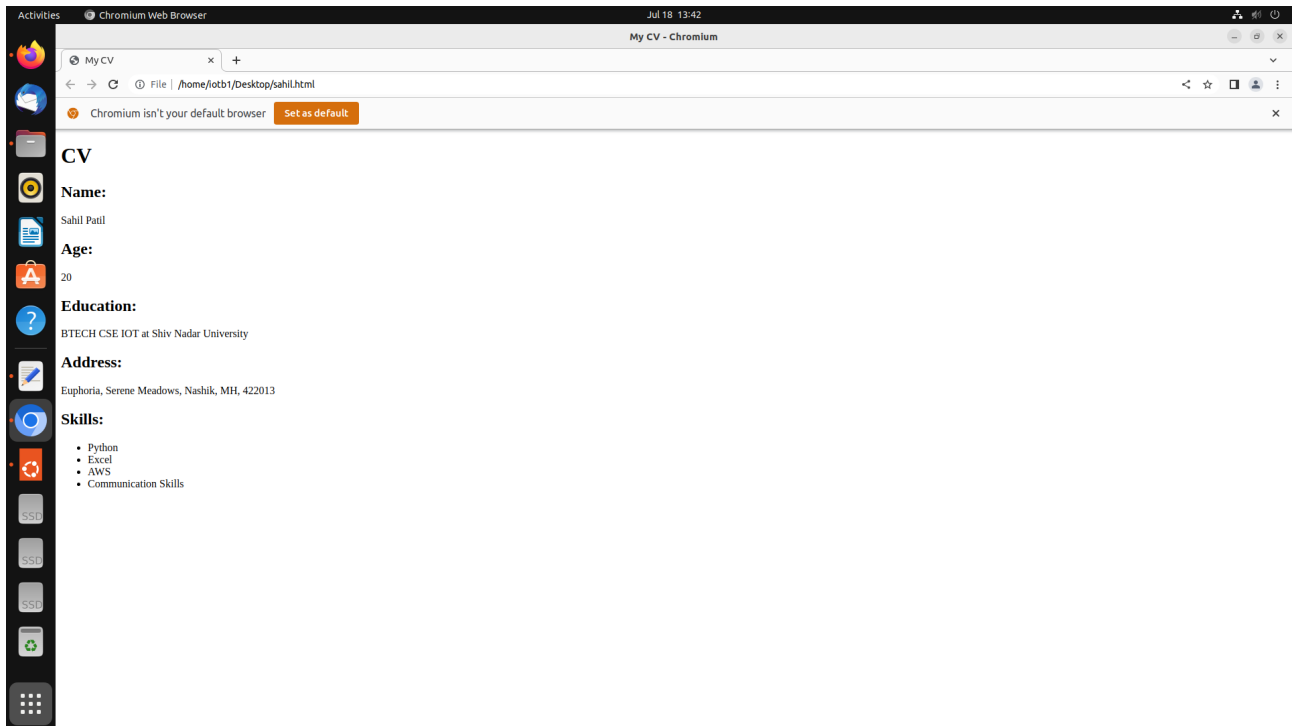 Activities Chromium Web Browser Jul 18 13:42
My CV - Chromium
My CV
File /home/iotb1/Desktop/sahil.html
Chromium isn't your default browser Set as default
CV
Name:
Sahil Patil
Age:
20
Education:
BTECH CSE IOT at Shiv Nadar University
Address:
Euphoria, Serene Meadows, Nashik, MH, 422013
Skills:
Python
Excel
AWS
Communication Skills
SSD
SSD
SSD